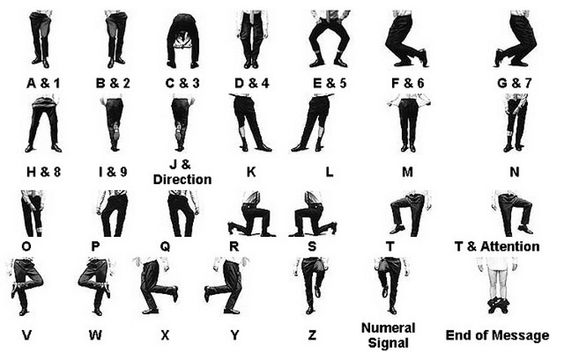 A & 1 B & 2 C & 3 D & 4 E & 5 F & 6 G & 7
H & 8 I & 9 J & Direction K L M N
O P Q R S T T & Attention
V W X Y Z Numeral Signal End of Message